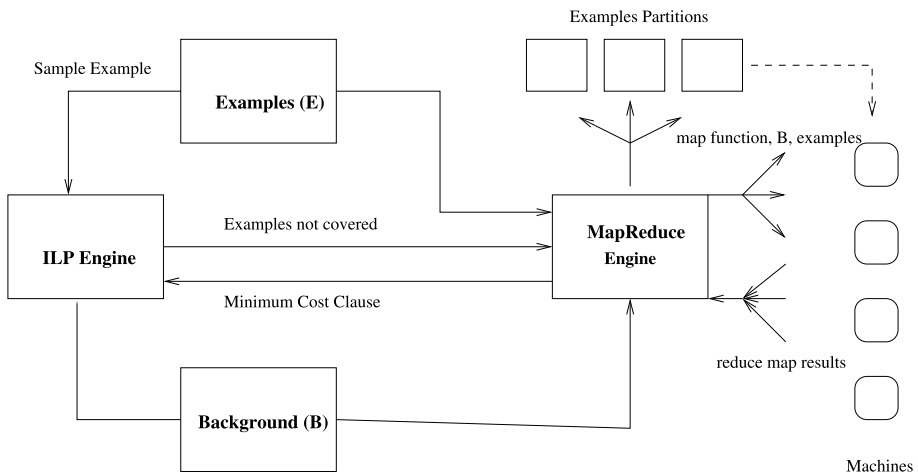 Examples Partitions
Sample Example
Examples (E)
map function, B, examples
Examples not covered
MapReduce
Engine
ILP Engine
Minimum Cost Clause
reduce map results
Background (B)
Machines